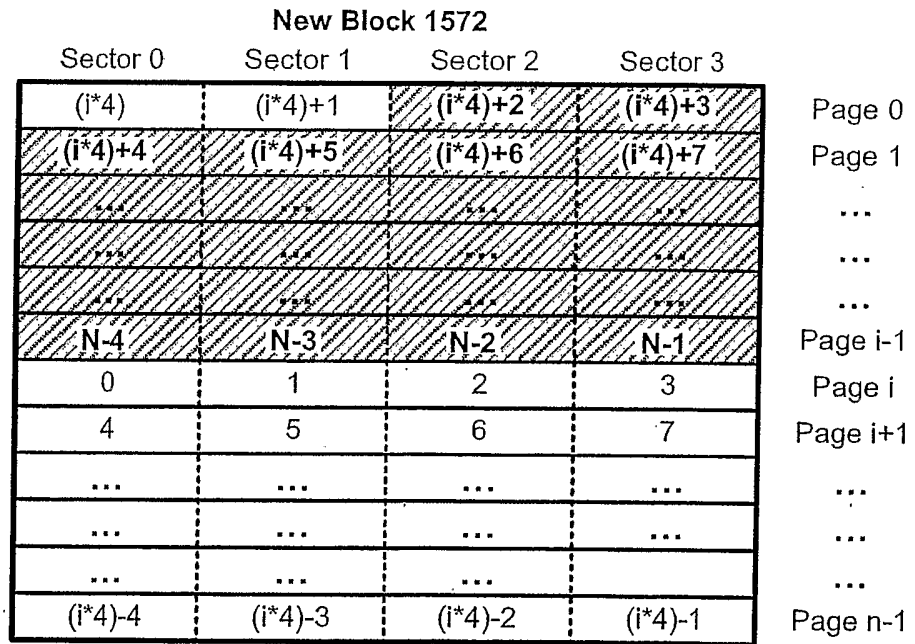 New Block 1572
Sector 0 Sector 1 Sector 2 Sector 3
(i*4) (i*4)+1 (i*4)+2 (i*4)+3 Page 0
(i*4)+4 (i*4)+5 (i*4)+6 (i*4)+7 Page 1
... ... ... ... ...
... ... ... ... ...
... ... ... ... ...
N-4 N-3 N-2 N-1 Page i-1
0 1 2 3 Page i
4 5 6 7 Page i+1
... ... ... ... ...
... ... ... ... ...
... ... ... ...
(i*4)-4 (i*4)-3 (i*4)-2 (i*4)-1 Page n-1